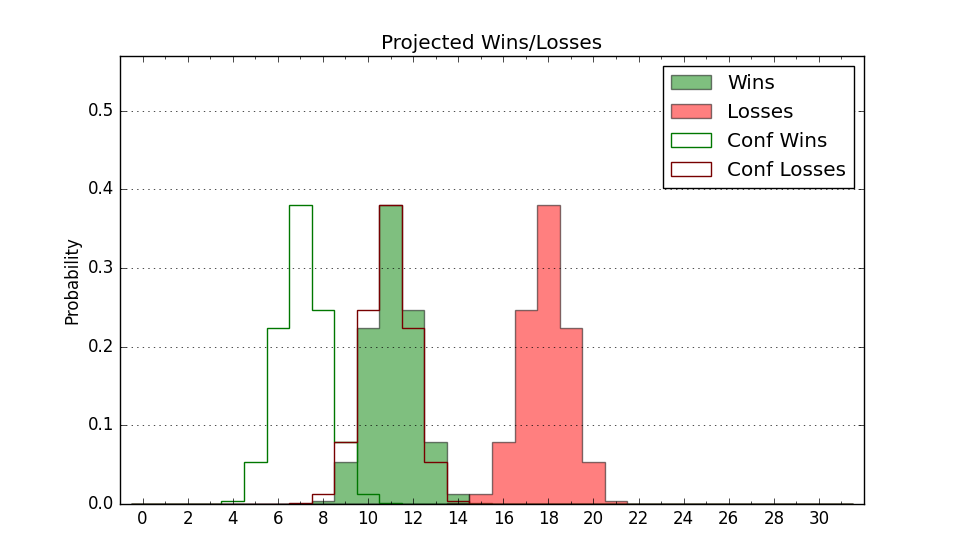 Projected Wins/Losses
Wins
Losses
Conf Wins
Conf Losses
Probability
0.5
0.4
0.3
0.2
0.1
0.0
0 2 4 6 8 10 12 14 16 18 20 22 24 26 28 30